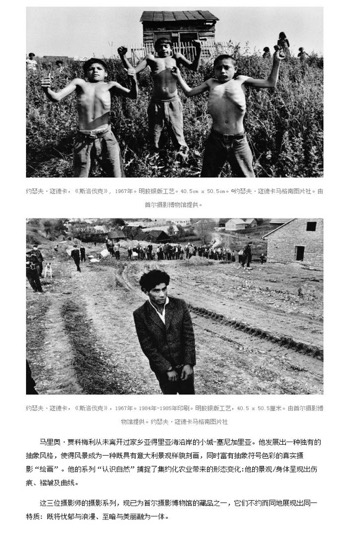 约瑟夫·寇德卡，《斯洛伐克》，1967年，明胶银版工艺，40.5cm x 50.5cm。©约瑟夫·寇德卡马格南图片社，由
首尔摄影博物馆提供。
约瑟夫·寇德卡，《斯洛伐克》，1967年，1984年-1985年印刷，明胶银版工艺，40.5 x 50.5厘米。由首尔摄影博
物馆提供，约瑟夫·寇德卡马格南图片社
马里奥·贾科梅利从未离开过家乡亚得里亚海沿岸的小城-塞尼加里亚。他发展出一种独有的
抽象风格，使得风景成为一种既具有意大利景观样貌刻画，同时富有抽象符号色彩的真实摄
影“绘画”。他的系列“认识自然”捕捉了集约化农业带来的形态变化:他的景观/身体呈现出伤
痕、褶皱及曲线。
这三位摄影师的摄影系列，现已为首尔摄影博物馆的藏品之一，它们不约而同地展现出同一
特质：既将忧郁与浪漫、至暗与美丽融为一体。